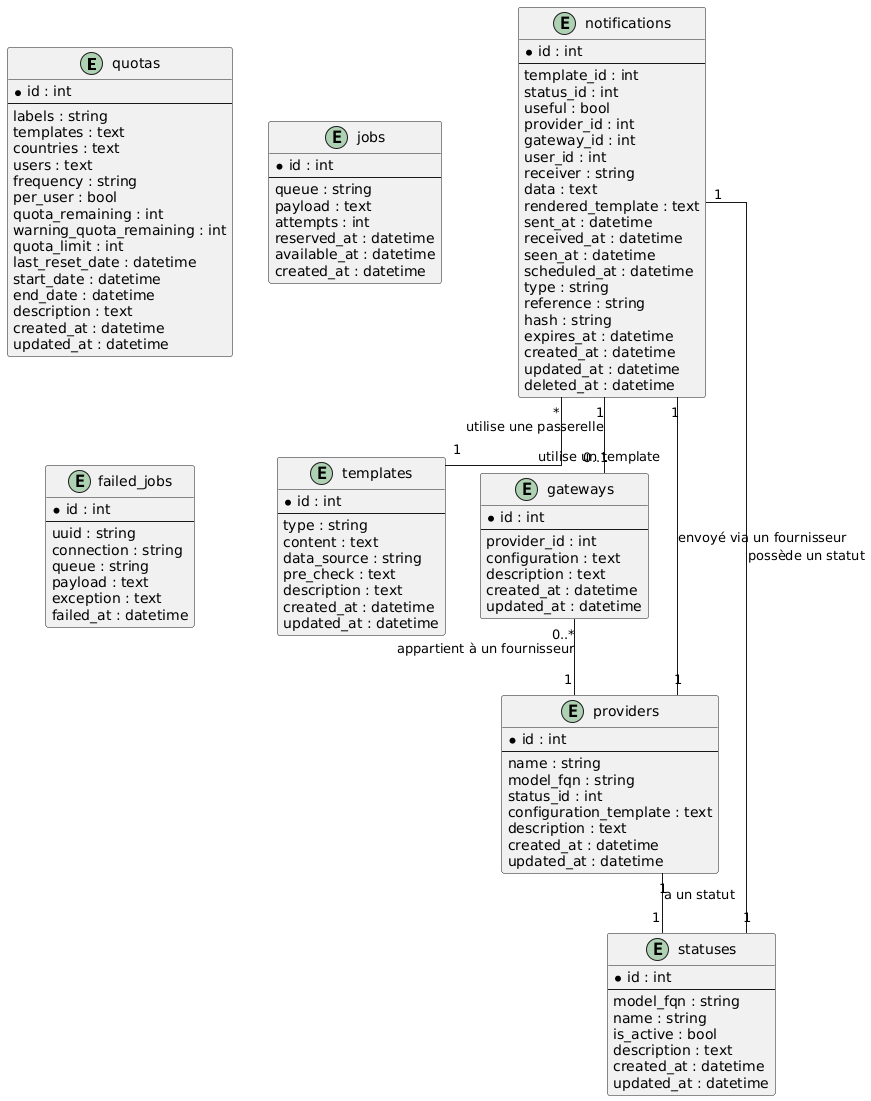 E quotas
id : int
labels : string
templates : text
countries : text
users : text
frequency : string
per_user : bool
quota_remaining : int
warning_quota_remaining : int
quota_limit : int
last_reset_date : datetime
start_date : datetime
end_date : datetime
description : text
created_at : datetime
updated_at : datetime
E jobs
id : int
queue : string
payload : text
attempts : int
reserved_at : datetime
available_at : datetime
created_at : datetime
E notifications
id : int
template_id : int
status_id : int
useful : bool
provider_id : int
gateway_id : int
user_id : int
receiver : string
data : text
rendered_template : text
sent_at : datetime
received_at : datetime
seen_at : datetime
scheduled_at : datetime
type : string
reference : string
hash : string
expires_at : datetime
created_at : datetime
updated_at : datetime
deleted_at : datetime
1
* 1 1
utilise une passerelle
1
utilise un template
0..1
E failed_jobs
id : int
uuid : string
connection : string
queue : string
payload : text
exception : text
failed_at : datetime
E templates
id : int
type : string
content : text
data_source : string
pre_check : text
description : text
created_at : datetime
updated_at : datetime
E gateways
id : int
provider_id : int
configuration : text
description : text
created_at : datetime
updated_at : datetime
envoyé via un fournisseur
possède un statut
0..*
appartient à un fournisseur
1 1
E providers
id : int
name : string
model_fqn : string
status_id : int
configuration_template : text
description : text
created_at : datetime
updated_at : datetime
1
a un statut
1 1
E statuses
id : int
model_fqn : string
name : string
is_active : bool
description : text
created_at : datetime
updated_at : datetime